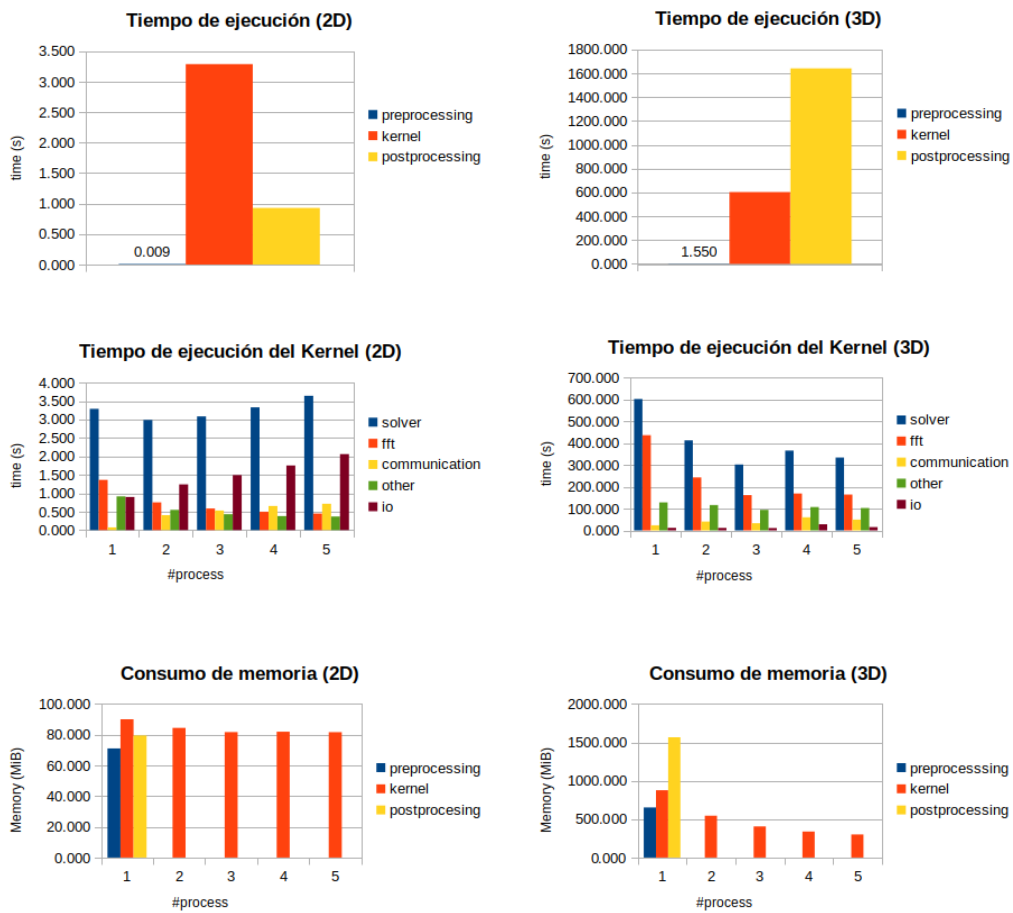 Tiempo de ejecución (2D)
3.500
3.000
2.500
2.000
1.500
1.000
0.500
0.000
time (s)
0.009
preprocessing
kernel
postprocessing
Tiempo de ejecución (3D)
1800.000
1600.000
1400.000
1200.000
1000.000
800.000
600.000
400.000
200.000
0.000
time (s)
1.550
preprocessing
kernel
postprocessing
Tiempo de ejecución del Kernel (2D)
4.000
3.500
3.000
2.500
2.000
1.500
1.000
0.500
0.000
time (s)
1 2 3 4 5
#process
solver
fft
communication
other
io
Tiempo de ejecución del Kernel (3D)
700.000
600.000
500.000
400.000
300.000
200.000
100.000
0.000
time (s)
1 2 3 4 5
#process
solver
fft
communication
other
io
Consumo de memoria (2D)
100.000
80.000
60.000
40.000
20.000
0.000
Memory (MiB)
1 2 3 4 5
#process
preprocessing
kernel
postprocesing
Consumo de memoria (3D)
2000.000
1500.000
1000.000
500.000
0.000
Memory (MiB)
1 2 3 4 5
#process
preprocesssing
kernel
postprocessing